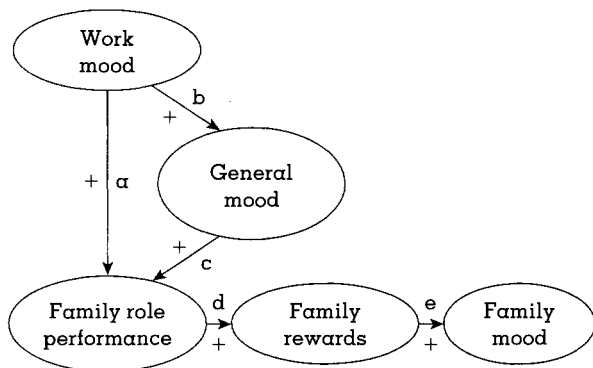 Work
mood
b
+
+ a
General
mood
+
c
Family role
performance
d
+
Family
rewards
e
+
Family
mood